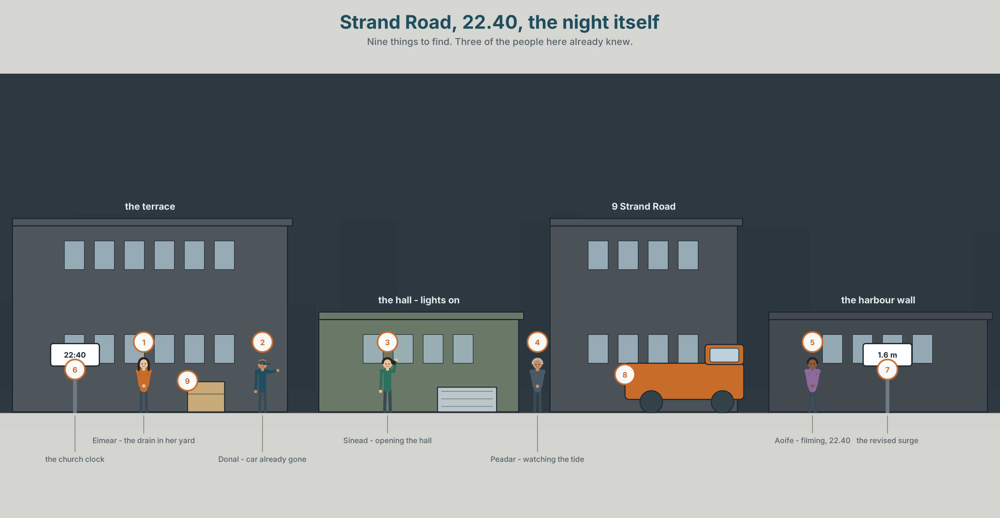 Strand Road, 22.40, the night itself
Nine things to find. Three of the people here already knew.
the terrace
9 Strand Road
the hall - lights on
the harbour wall
1
2
3
4
5
22:40
1.6 m
6
7
8
9
Eimear - the drain in her yard
Sinead - opening the hall
Aoife - filming, 22.40
the revised surge
the church clock
Donal - car already gone
Peadar - watching the tide